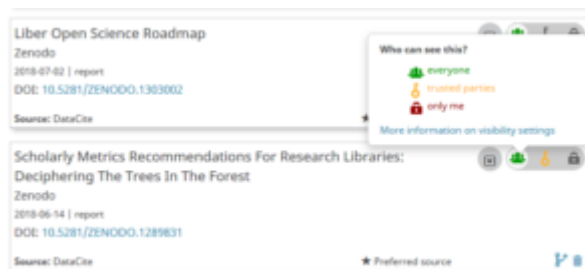 Liber Open Science Roadmap
Zenodo
2018-07-02 | report
DOI: 10.5281/ZENODO.1303002
Source: DataCite
Who can see this?
everyone
trusted parties
only me
More information on visibility settings
Scholarly Metrics Recommendations For Research Libraries:
Deciphering The Trees In The Forest
Zenodo
2018-06-14 | report
DOI: 10.5281/ZENODO.1289831
Source: DataCite
★ Preferred source